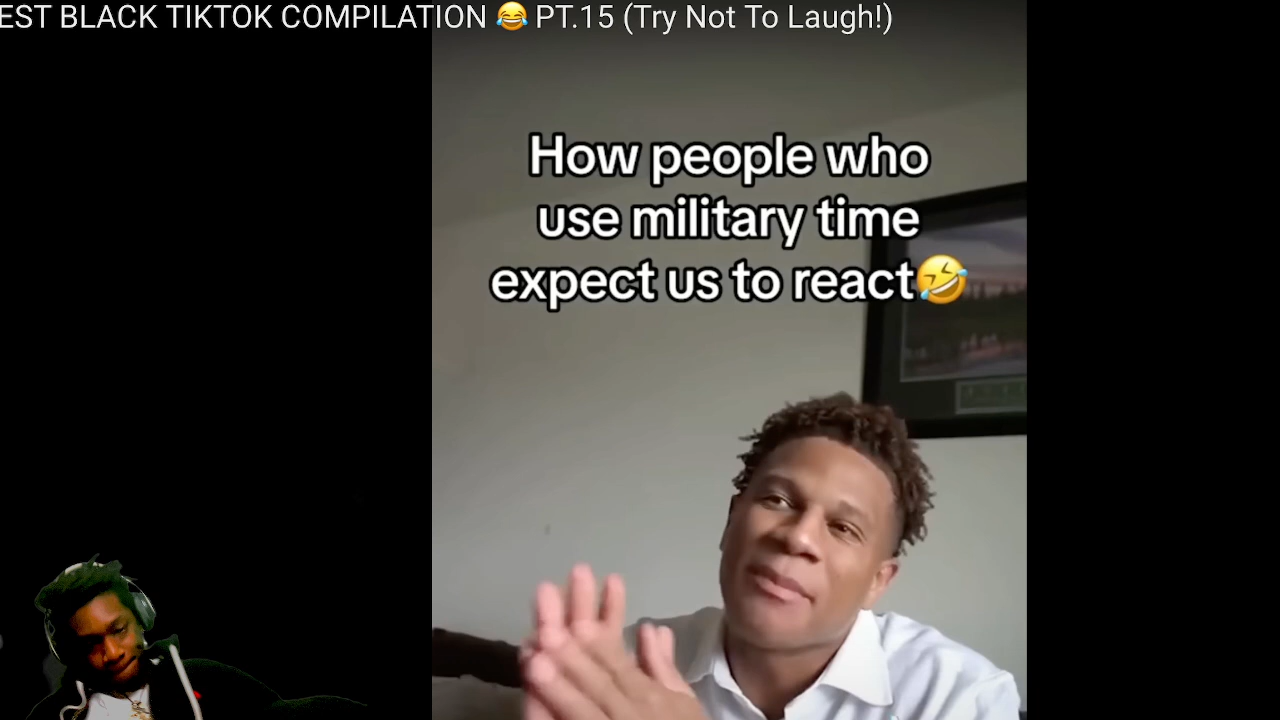 EST BLACK TIKTOK COMPILATION 😂 PT.15 (Try Not To Laugh!)
How people who
use military time
expect us to react🤣